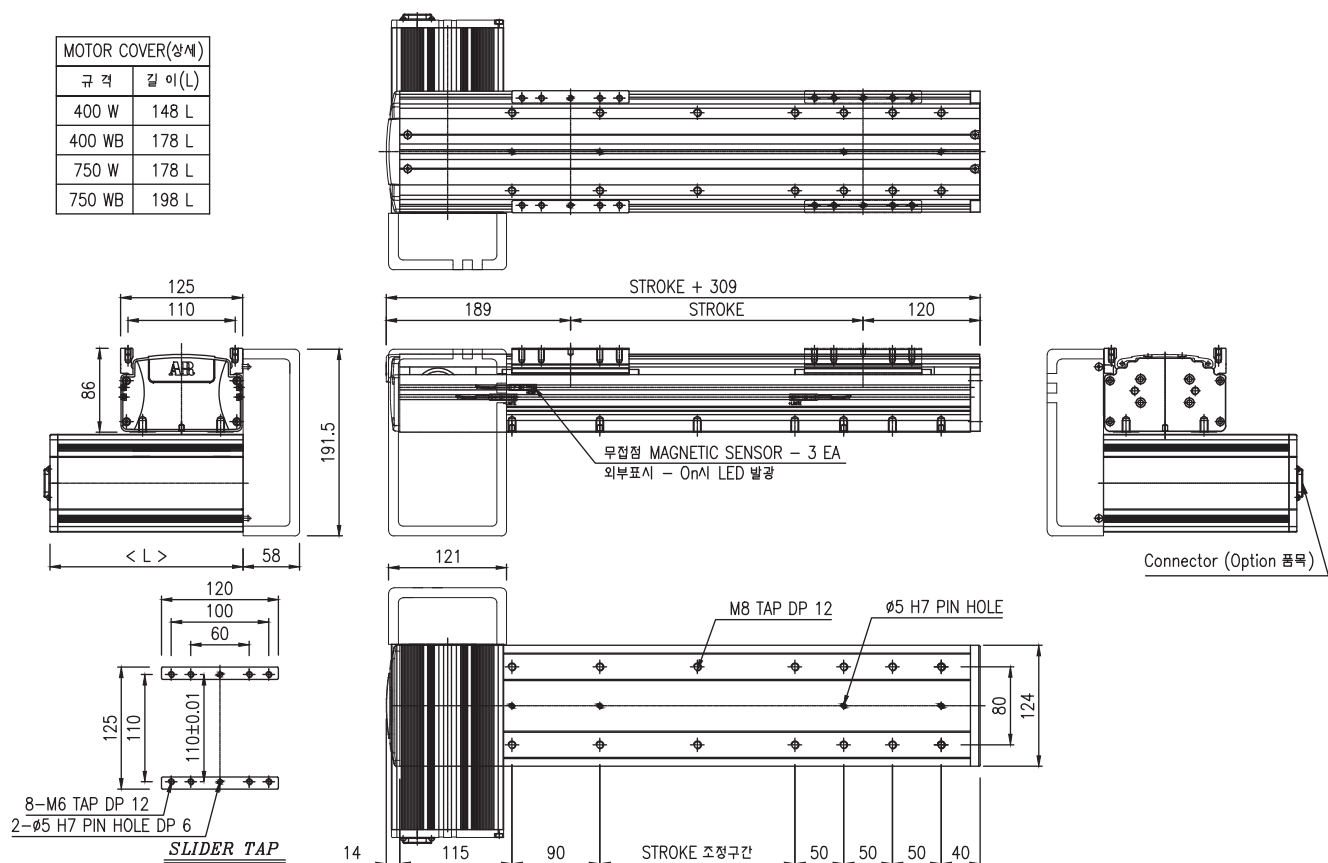 MOTOR COVER(상세)
규 격 길 이(L)
400 W 148 L
400 WB 178 L
750 W 178 L
750 WB 198 L
125
110
86
191.5
< L >
58
STROKE + 309
189 STROKE 120
무접점 MAGNETIC SENSOR - 3 EA
외부표시 - On시 LED 발광
Connector (Option 품목)
120
100
60
125
110
110±0.01
8-M6 TAP DP 12
2-ø5 H7 PIN HOLE DP 6
SLIDER TAP
121
M8 TAP DP 12
ø5 H7 PIN HOLE
80
124
14 115 90 STROKE 조정구간 50 50 50 40